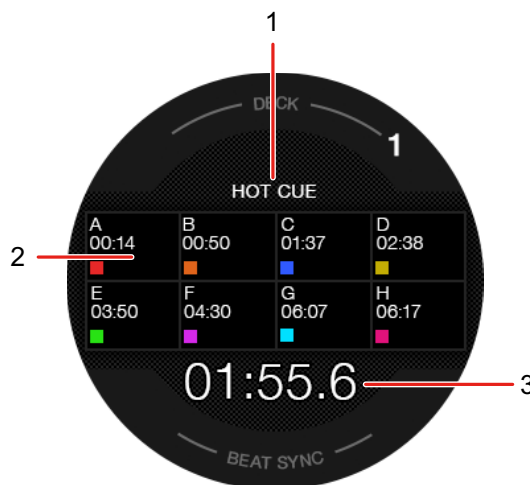 1
DECK
1
HOT CUE
A B C D
00:14 00:50 01:37 02:38
2
E F G H
03:50 04:30 06:07 06:17
01:55.6
3
BEAT SYNC